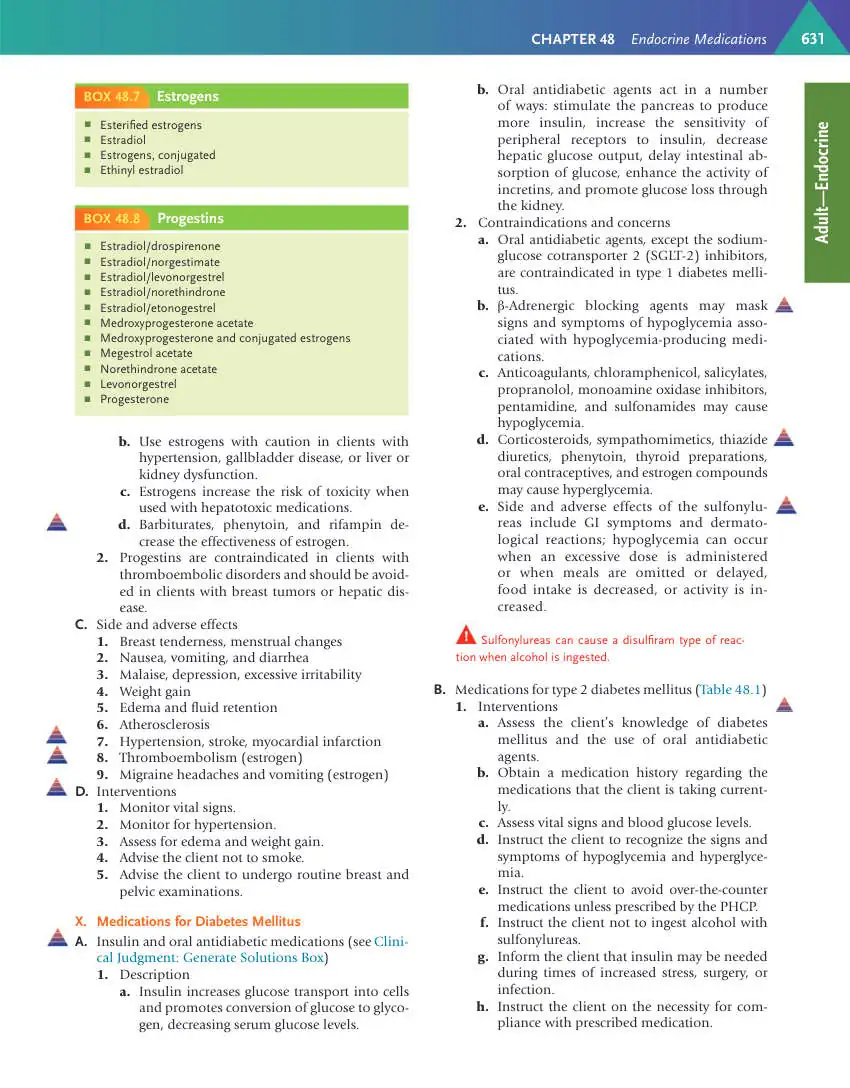 CHAPTER 48 Endocrine Medications 631
BOX 48.7 Estrogens
■ Esterified estrogens
■ Estradiol
■ Estrogens, conjugated
■ Ethinyl estradiol
BOX 48.8 Progestins
■ Estradiol/drospirenone
■ Estradiol/norgestimate
■ Estradiol/levonorgestrel
■ Estradiol/norethindrone
■ Estradiol/etonogestrel
■ Medroxyprogesterone acetate
■ Medroxyprogesterone and conjugated estrogens
■ Megestrol acetate
■ Norethindrone acetate
■ Levonorgestrel
■ Progesterone
b. Use estrogens with caution in clients with
hypertension, gallbladder disease, or liver or
kidney dysfunction.
c. Estrogens increase the risk of toxicity when
used with hepatotoxic medications.
d. Barbiturates, phenytoin, and rifampin de-
crease the effectiveness of estrogen.
2. Progestins are contraindicated in clients with
thromboembolic disorders and should be avoid-
ed in clients with breast tumors or hepatic dis-
ease.
C. Side and adverse effects
1. Breast tenderness, menstrual changes
2. Nausea, vomiting, and diarrhea
3. Malaise, depression, excessive irritability
4. Weight gain
5. Edema and fluid retention
6. Atherosclerosis
7. Hypertension, stroke, myocardial infarction
8. Thromboembolism (estrogen)
9. Migraine headaches and vomiting (estrogen)
D. Interventions
1. Monitor vital signs.
2. Monitor for hypertension.
3. Assess for edema and weight gain.
4. Advise the client not to smoke.
5. Advise the client to undergo routine breast and
pelvic examinations.
X. Medications for Diabetes Mellitus
A. Insulin and oral antidiabetic medications (see Clini-
cal Judgment: Generate Solutions Box)
1. Description
a. Insulin increases glucose transport into cells
and promotes conversion of glucose to glyco-
gen, decreasing serum glucose levels.
b. Oral antidiabetic agents act in a number
of ways: stimulate the pancreas to produce
more insulin, increase the sensitivity of
peripheral receptors to insulin, decrease
hepatic glucose output, delay intestinal ab-
sorption of glucose, enhance the activity of
incretins, and promote glucose loss through
the kidney.
2. Contraindications and concerns
a. Oral antidiabetic agents, except the sodium-
glucose cotransporter 2 (SGLT-2) inhibitors,
are contraindicated in type 1 diabetes melli-
tus.
b. β-Adrenergic blocking agents may mask
signs and symptoms of hypoglycemia asso-
ciated with hypoglycemia-producing medi-
cations.
c. Anticoagulants, chloramphenicol, salicylates,
propranolol, monoamine oxidase inhibitors,
pentamidine, and sulfonamides may cause
hypoglycemia.
d. Corticosteroids, sympathomimetics, thiazide
diuretics, phenytoin, thyroid preparations,
oral contraceptives, and estrogen compounds
may cause hyperglycemia.
e. Side and adverse effects of the sulfonylu-
reas include GI symptoms and dermato-
logical reactions; hypoglycemia can occur
when an excessive dose is administered
or when meals are omitted or delayed,
food intake is decreased, or activity is in-
creased.
Sulfonylureas can cause a disulfiram type of reac-
tion when alcohol is ingested.
B. Medications for type 2 diabetes mellitus (Table 48.1)
1. Interventions
a. Assess the client's knowledge of diabetes
mellitus and the use of oral antidiabetic
agents.
b. Obtain a medication history regarding the
medications that the client is taking current-
ly.
c. Assess vital signs and blood glucose levels.
d. Instruct the client to recognize the signs and
symptoms of hypoglycemia and hyperglyce-
mia.
e. Instruct the client to avoid over-the-counter
medications unless prescribed by the PHCP.
f. Instruct the client not to ingest alcohol with
sulfonylureas.
g. Inform the client that insulin may be needed
during times of increased stress, surgery, or
infection.
h. Instruct the client on the necessity for com-
pliance with prescribed medication.
Adult—Endocrine